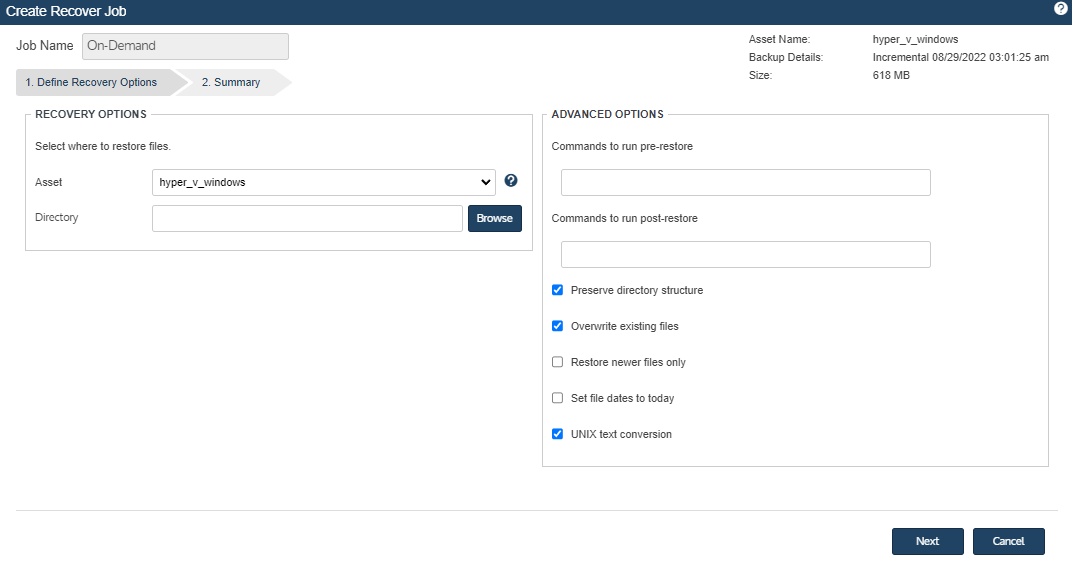 Create Recover Job
?
Job Name On-Demand
Asset Name: hyper_v_windows
Backup Details: Incremental 08/29/2022 03:01:25 am
Size: 618 MB
1. Define Recovery Options 2. Summary
RECOVERY OPTIONS
Select where to restore files.
Asset hyper_v_windows ?
Directory Browse
ADVANCED OPTIONS
Commands to run pre-restore
Commands to run post-restore
Preserve directory structure
Overwrite existing files
Restore newer files only
Set file dates to today
UNIX text conversion
Next Cancel